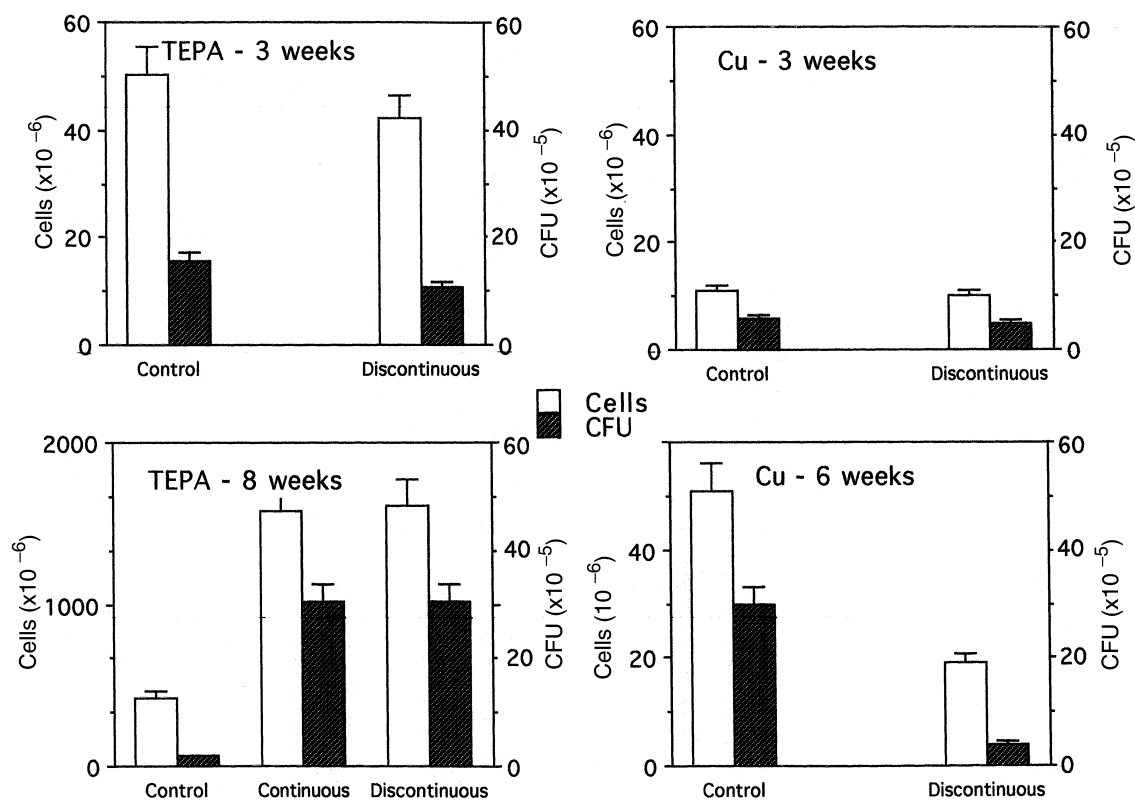 TEPA - 3 weeks
60
40
20
0
Cells (x10 –6)
60
40
20
0
CFU (x10 –5)
Control
Discontinuous
Cu - 3 weeks
60
40
20
0
Cells (x10 –6)
60
40
20
0
CFU (x10 –5)
Control
Discontinuous
Cells
CFU
TEPA - 8 weeks
2000
1000
0
Cells (x10 –6)
60
40
20
0
CFU (x10 –5)
Control
Continuous
Discontinuous
Cu - 6 weeks
40
20
0
Cells (10 –6)
60
40
20
0
CFU (x10 –5)
Control
Discontinuous